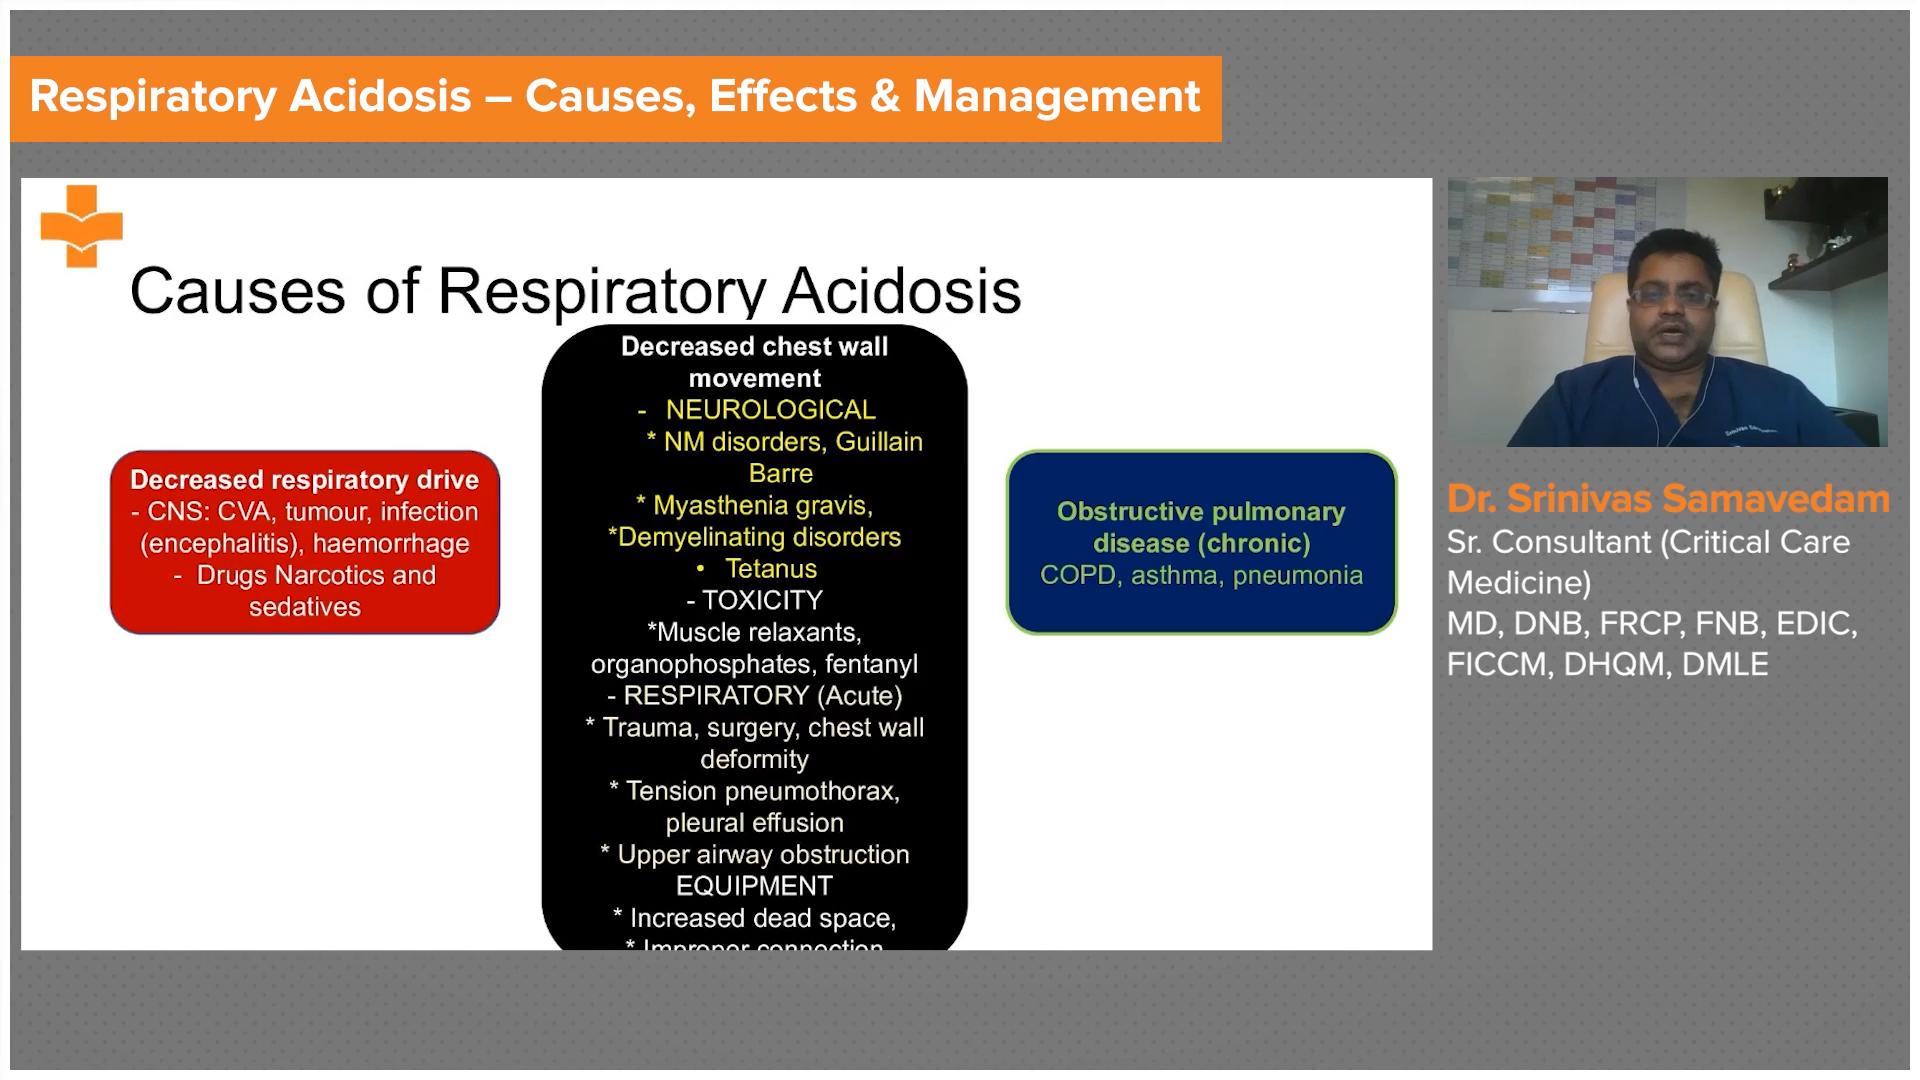 Respiratory Acidosis – Causes, Effects & Management
Causes of Respiratory Acidosis
Decreased respiratory drive
- CNS: CVA, tumour, infection
(encephalitis), haemorrhage
- Drugs Narcotics and
sedatives
Decreased chest wall
movement
- NEUROLOGICAL
* NM disorders, Guillain
Barre
* Myasthenia gravis,
*Demyelinating disorders
• Tetanus
- TOXICITY
*Muscle relaxants,
organophosphates, fentanyl
- RESPIRATORY (Acute)
* Trauma, surgery, chest wall
deformity
* Tension pneumothorax,
pleural effusion
* Upper airway obstruction
EQUIPMENT
* Increased dead space,
* Improper connection
Obstructive pulmonary
disease (chronic)
COPD, asthma, pneumonia
Dr. Srinivas Samavedam
Sr. Consultant (Critical Care
Medicine)
MD, DNB, FRCP, FNB, EDIC,
FICCM, DHQM, DMLE